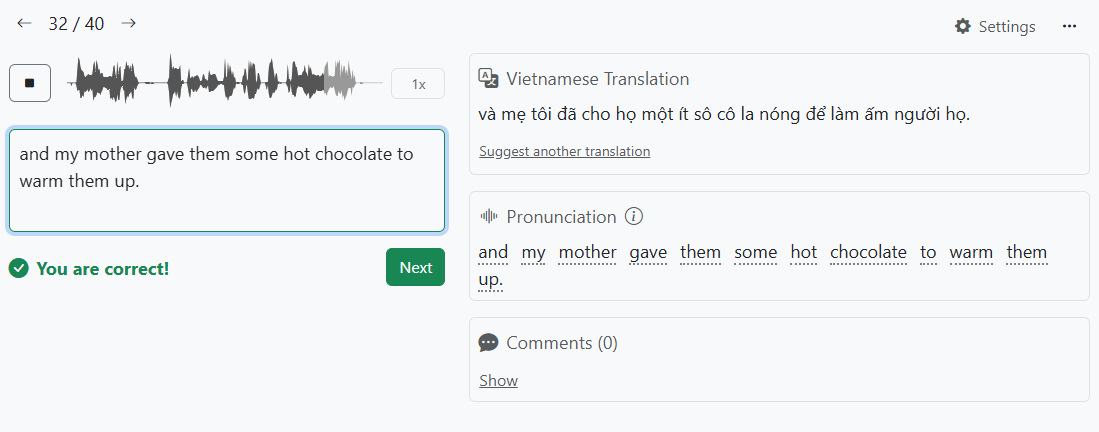 ← 32 / 40 →
Settings ...
1x
and my mother gave them some hot chocolate to
warm them up.
You are correct!
Next
Vietnamese Translation
và mẹ tôi đã cho họ một ít sô cô la nóng để làm ấm người họ.
Suggest another translation
Pronunciation
and my mother gave them some hot chocolate to warm them
up.
Comments (0)
Show